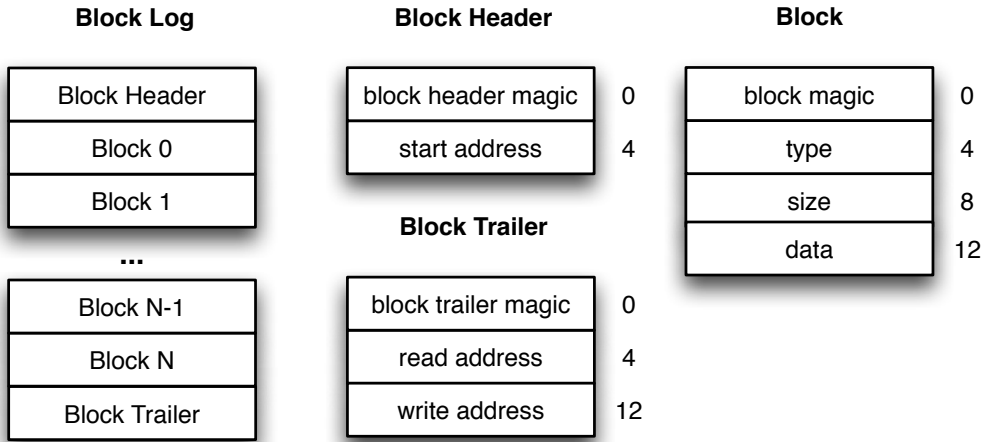 Block Log
Block Header
Block 0
Block 1
...
Block N-1
Block N
Block Trailer
Block Header
block header magic 0
start address 4
Block Trailer
block trailer magic 0
read address 4
write address 12
Block
block magic 0
type 4
size 8
data 12